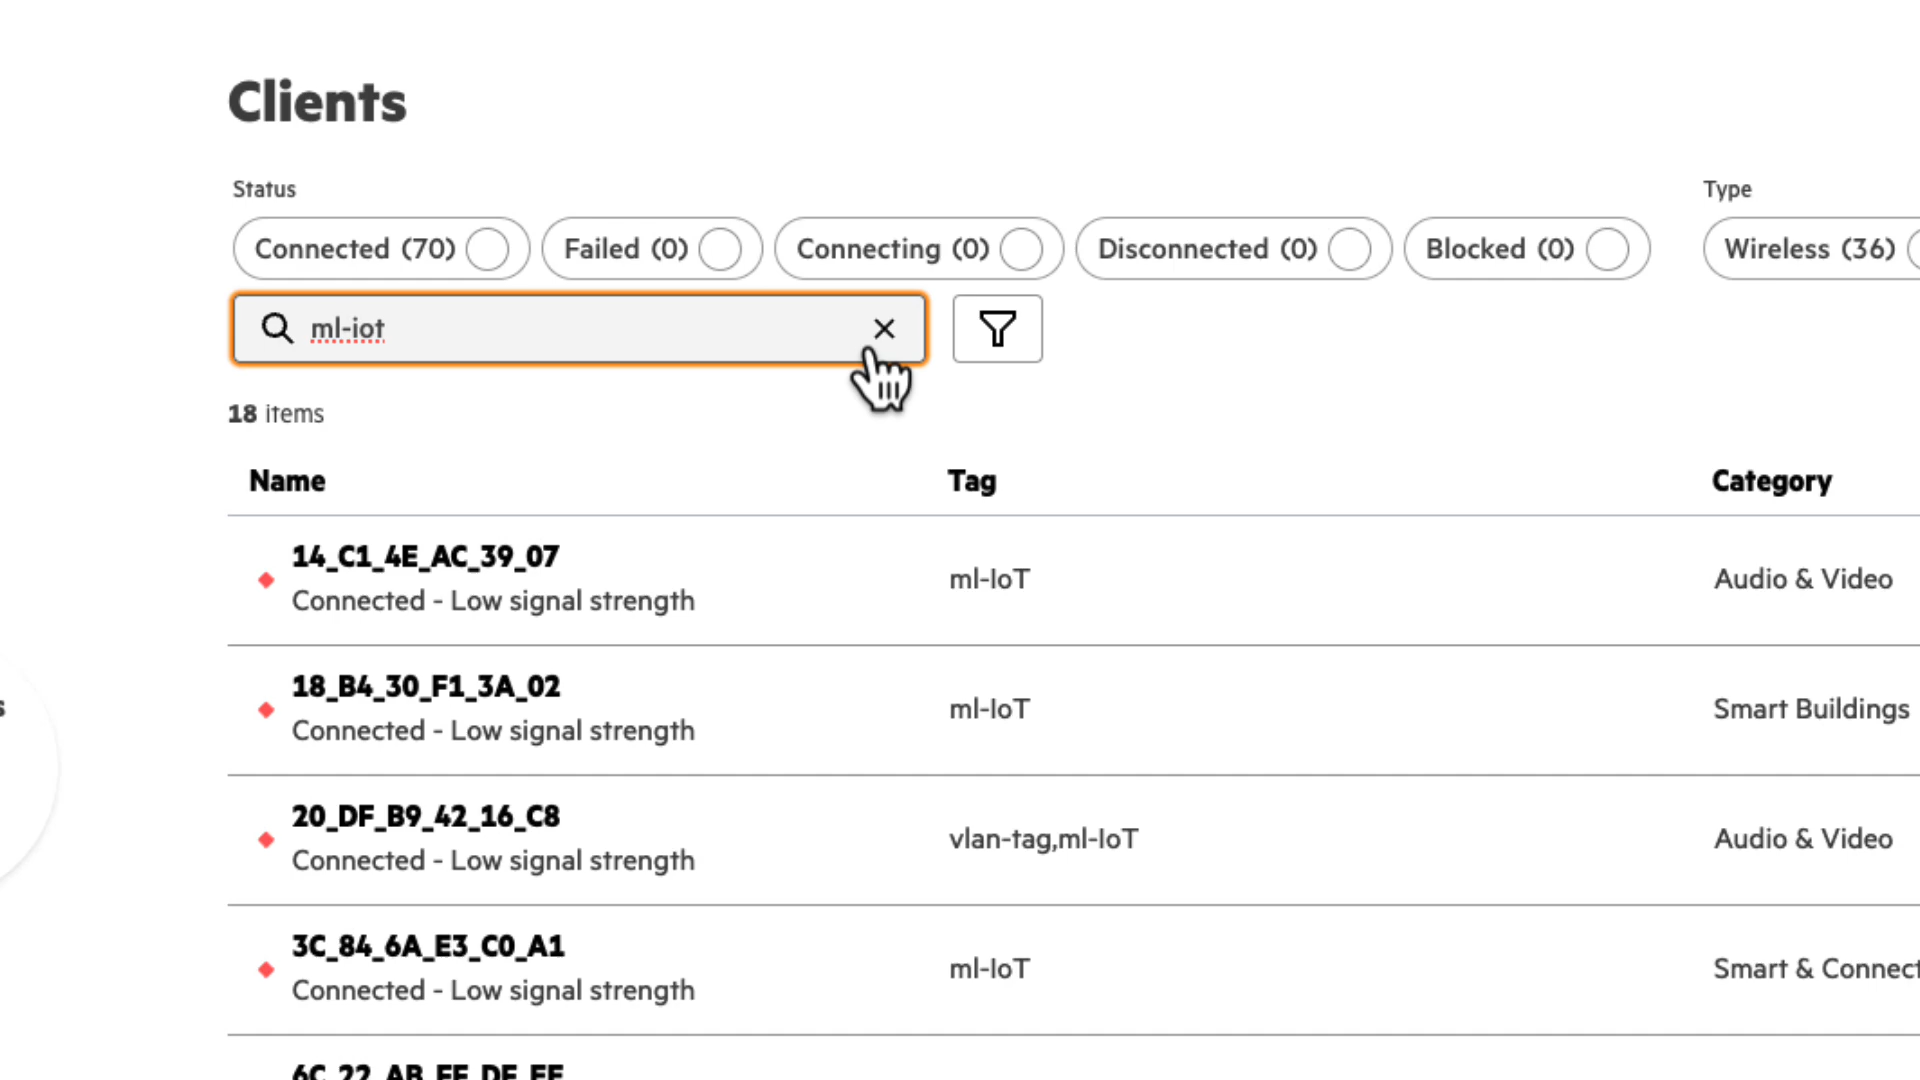 Clients
Status
Type
Connected (70)
Failed (0)
Connecting (0)
Disconnected (0)
Blocked (0)
Wireless (36)
ml-iot
18 items
Name
Tag
Category
14_C1_4E_AC_39_07
Connected - Low signal strength
ml-IoT
Audio & Video
18_B4_30_F1_3A_02
Connected - Low signal strength
ml-IoT
Smart Buildings
20_DF_B9_42_16_C8
Connected - Low signal strength
vlan-tag,ml-IoT
Audio & Video
3C_84_6A_E3_C0_A1
Connected - Low signal strength
ml-IoT
Smart & Connect